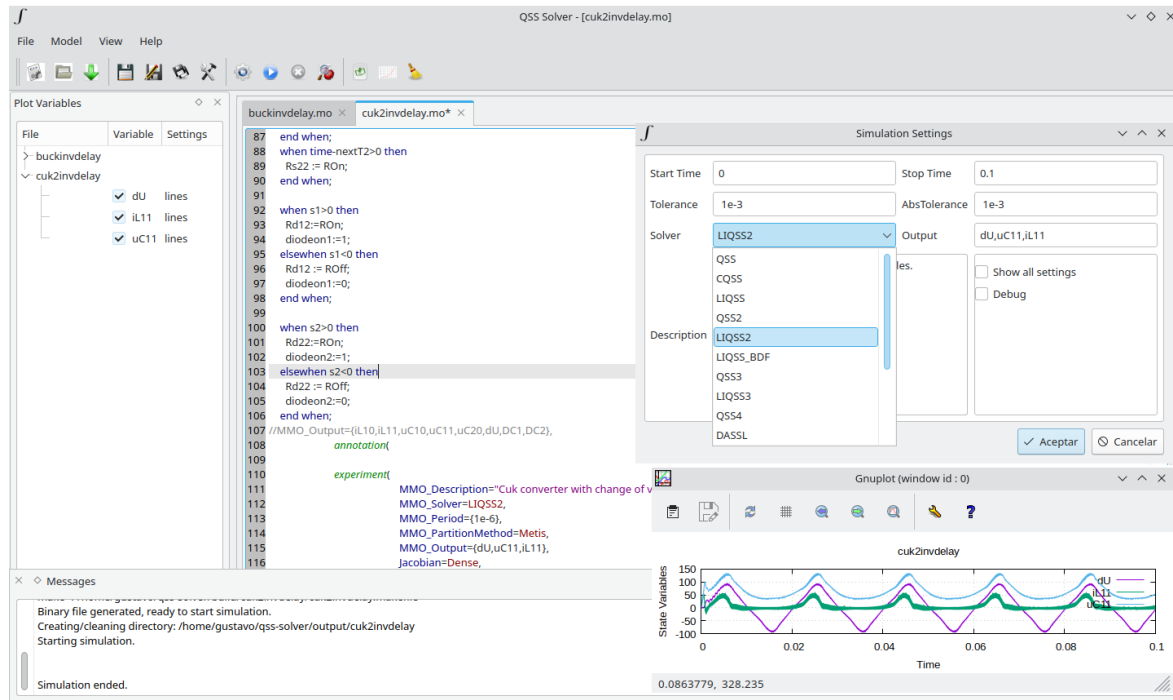 QSS Solver - [cuk2invdelay.mo]
File Model View Help
Plot Variables
File Variable Settings
buckinvdelay
cuk2invdelay
dU lines
iL11 lines
uC11 lines
buckinvdelay.mo
cuk2invdelay.mo*
87 end when;
88 when time-nextT2>0 then
89 Rs22 := ROn;
90 end when;
91
92 when s1>0 then
93 Rd12:=ROn;
94 diodeon1:=1;
95 elsewhen s1<0 then
96 Rd12 := ROff;
97 diodeon1:=0;
98 end when;
99
100 when s2>0 then
101 Rd22:=ROn;
102 diodeon2:=1;
103 elsewhen s2<0 then
104 Rd22 := ROff;
105 diodeon2:=0;
106 end when;
107 //MMO_Output={iL10,iL11,uC10,uC11,uC20,dU,DC1,DC2},
108 annotation(
109
110 experiment(
111 MMO_Description="Cuk converter with change of v
112 MMO_Solver=LIQSS2,
113 MMO_Period={1e-6},
114 MMO_PartitionMethod=Metis,
115 MMO_Output={dU,uC11,iL11},
116 Jacobian=Dense,
Simulation Settings
Start Time 0 Stop Time 0.1
Tolerance 1e-3 AbsTolerance 1e-3
Solver LIQSS2 Output dU,uC11,iL11
QSS
CQSS
LIQSS
QSS2
LIQSS2
LIQSS_BDF
QSS3
LIQSS3
QSS4
DASSL
les.
Show all settings
Debug
Description
Aceptar Cancelar
Gnuplot (window id : 0)
cuk2invdelay
State Variables
150
100
50
0
-50
-100
dU
iL11
uC11
0 0.02 0.04 0.06 0.08 0.1
Time
0.0863779, 328.235
Messages
Binary file generated, ready to start simulation.
Creating/cleaning directory: /home/gustavo/qss-solver/output/cuk2invdelay
Starting simulation.
Simulation ended.